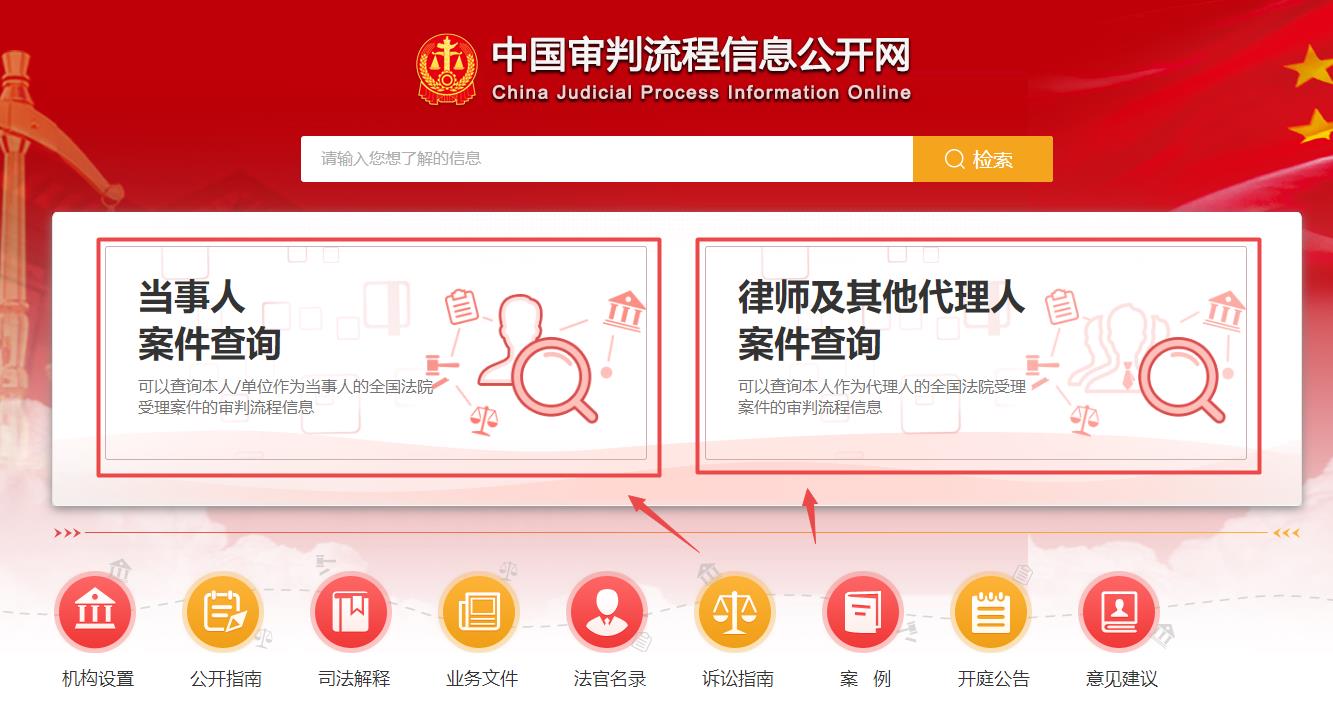 中国审判流程信息公开网
China Judicial Process Information Online
请输入您想了解的信息
检索
当事人
案件查询
可以查询本人/单位作为当事人的全国法院
受理案件的审判流程信息
律师及其他代理人
案件查询
可以查询本人作为代理人的全国法院受理
案件的审判流程信息
机构设置
公开指南
司法解释
业务文件
法官名录
诉讼指南
案 例
开庭公告
意见建议